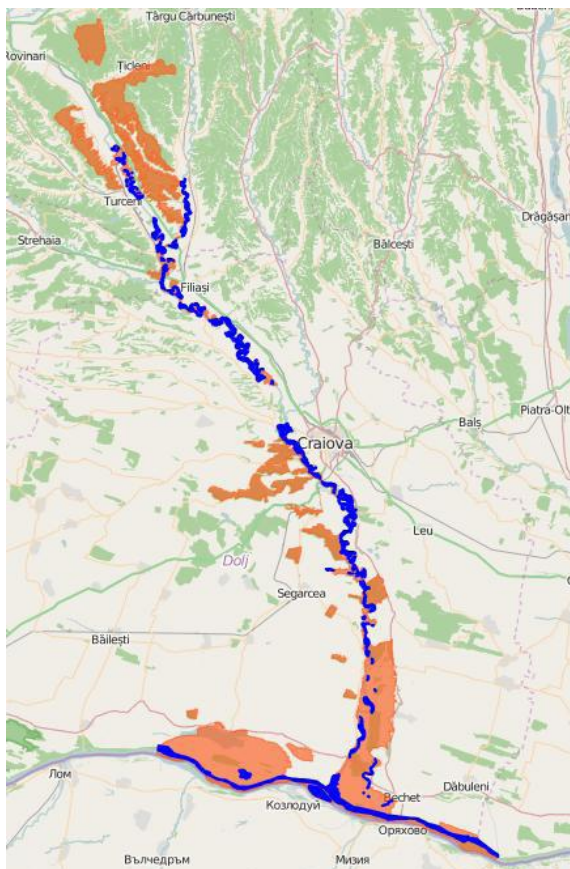 Târgu Cărbunești
Rovinari
Țicleni
Turceni
Drăgășani
Strehaia
Bălcești
Filiași
Piatra-Olt
Balș
Craiova
Leu
Dolj
Segarcea
Băilești
Лом
Dăbuleni
Козлодуй
Bechet
Оряхово
Вълчедръм
Мизия